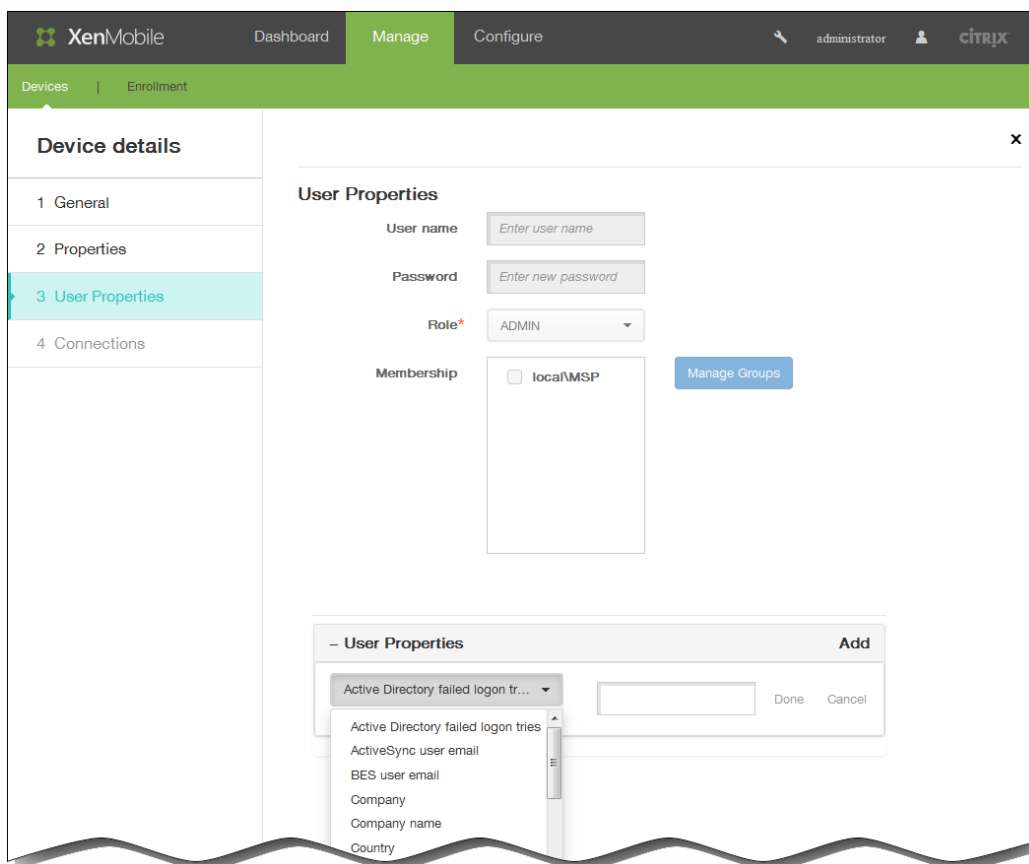 XenMobile Dashboard Manage Configure administrator CİTRIX
Devices | Enrollment
Device details
x
1 General
2 Properties
3 User Properties
4 Connections
User Properties
User name Enter user name
Password Enter new password
Role* ADMIN
Membership local\MSP Manage Groups
– User Properties Add
Active Directory failed logon tr... Done Cancel
Active Directory failed logon tries
ActiveSync user email
BES user email
Company
Company name
Country